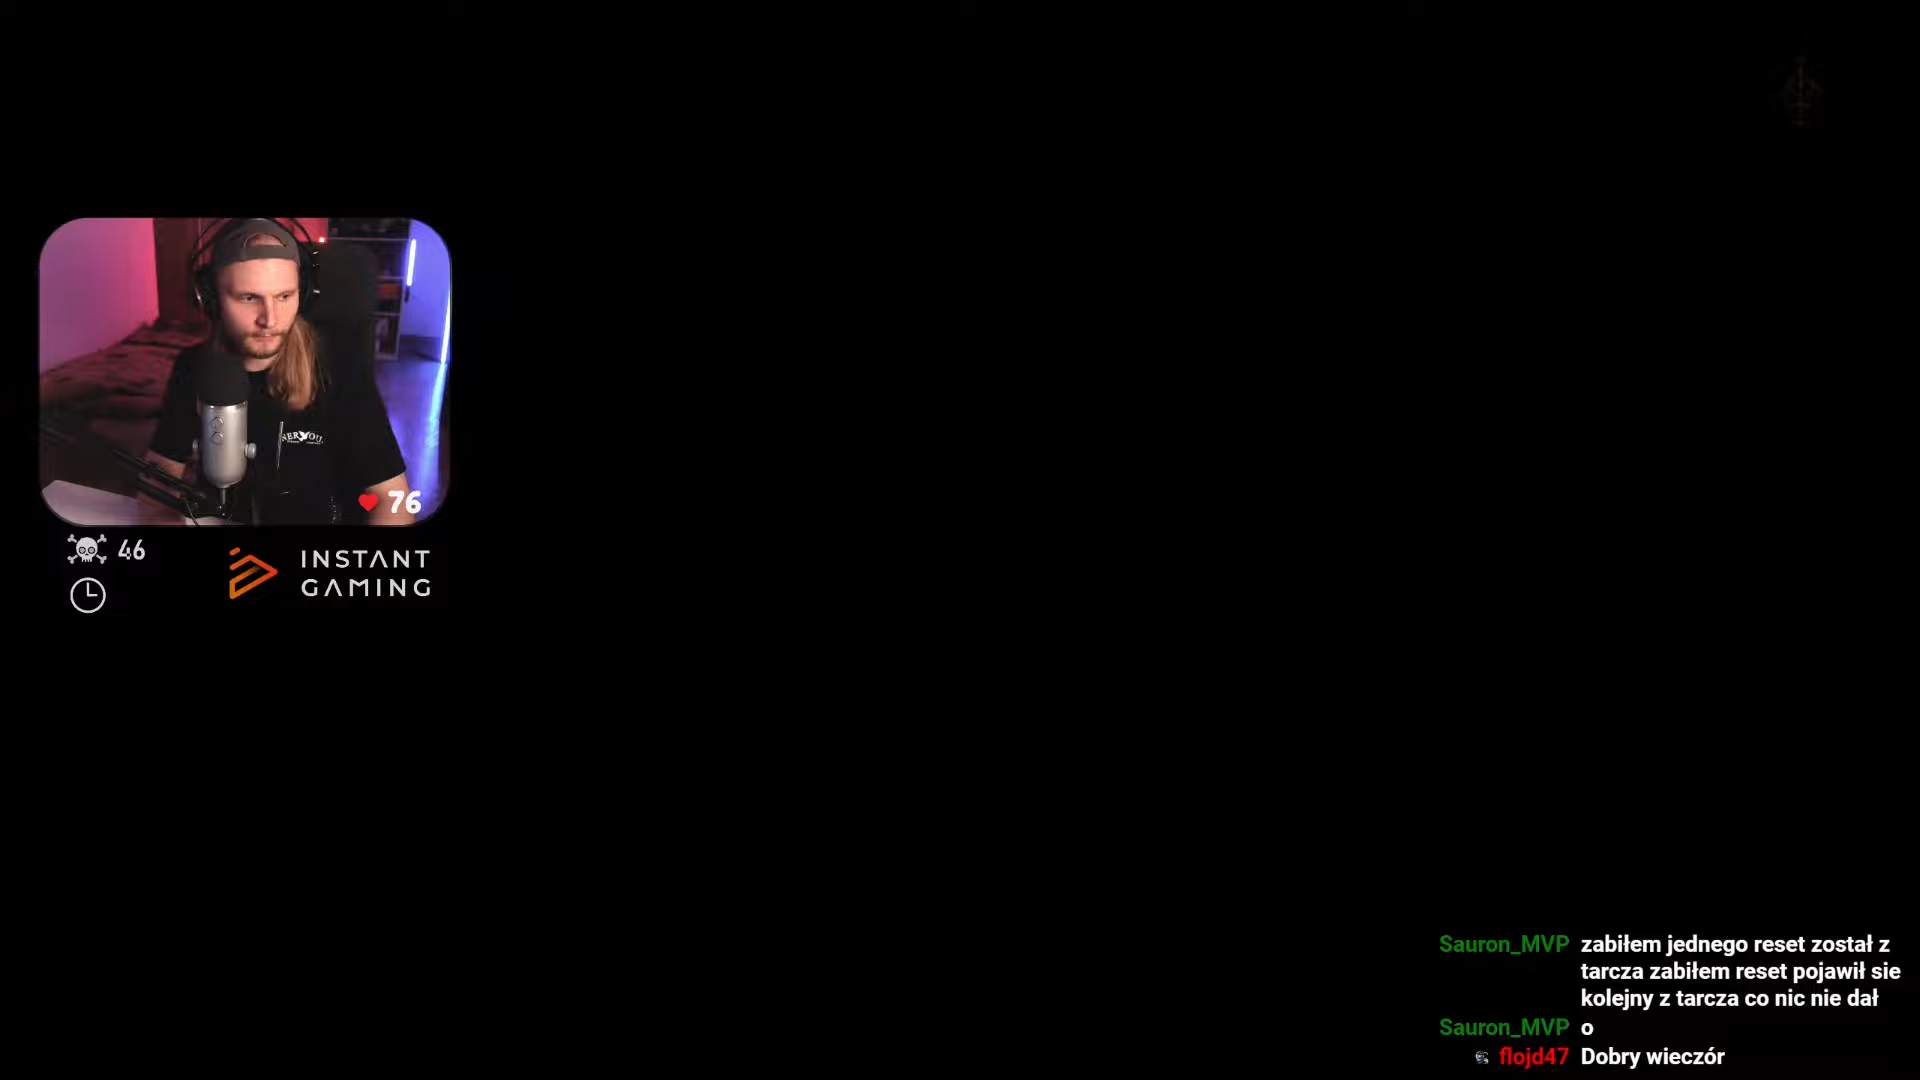 NERVOUS
76
46
INSTANT
GAMING
Sauron_MVP zabiłem jednego reset został z
tarcza zabiłem reset pojawił sie
kolejny z tarcza co nic nie dał
Sauron_MVP o
flojd47 Dobry wieczór